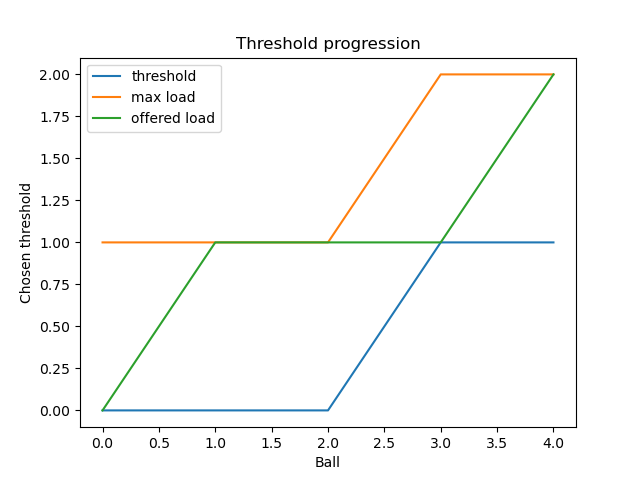 Threshold progression
threshold
max load
offered load
Chosen threshold
2.00
1.75
1.50
1.25
1.00
0.75
0.50
0.25
0.00
0.0 0.5 1.0 1.5 2.0 2.5 3.0 3.5 4.0
Ball